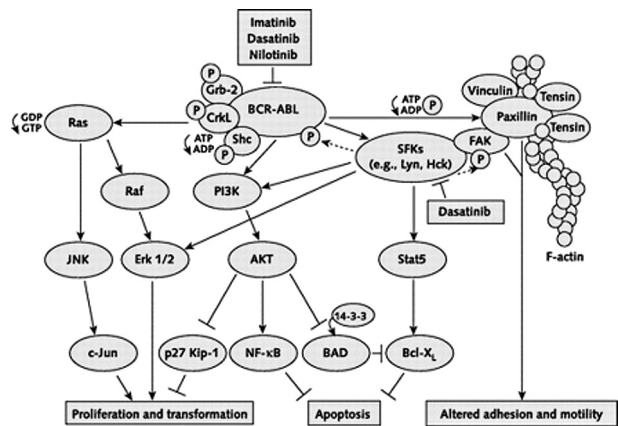 Imatinib
Dasatinib
Nilotinib
P
Grb-2
P
CrkL
BCR-ABL
Shc
P
P
ATP
ADP
GDP
GTP
Ras
ATP
ADP
P
Vinculin
Tensin
Paxillin
Tensin
FAK
P
SFKs
(e.g., Lyn, Hck)
Raf
PI3K
Dasatinib
F-actin
JNK
Erk 1/2
AKT
Stat5
14-3-3
c-Jun
p27 Kip-1
NF-κB
BAD
Bcl-XL
Proliferation and transformation
Apoptosis
Altered adhesion and motility